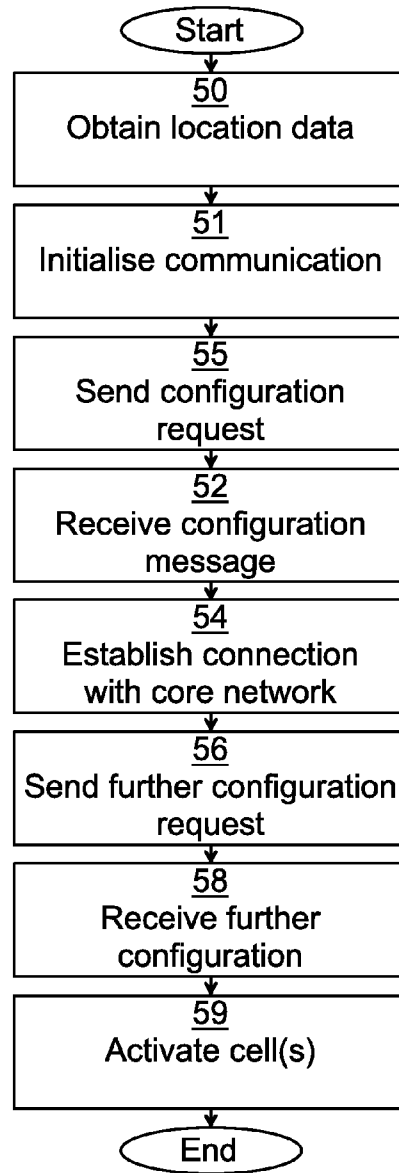 Start
50
Obtain location data
51
Initialise communication
55
Send configuration
request
52
Receive configuration
message
54
Establish connection
with core network
56
Send further configuration
request
58
Receive further
configuration
59
Activate cell(s)
End